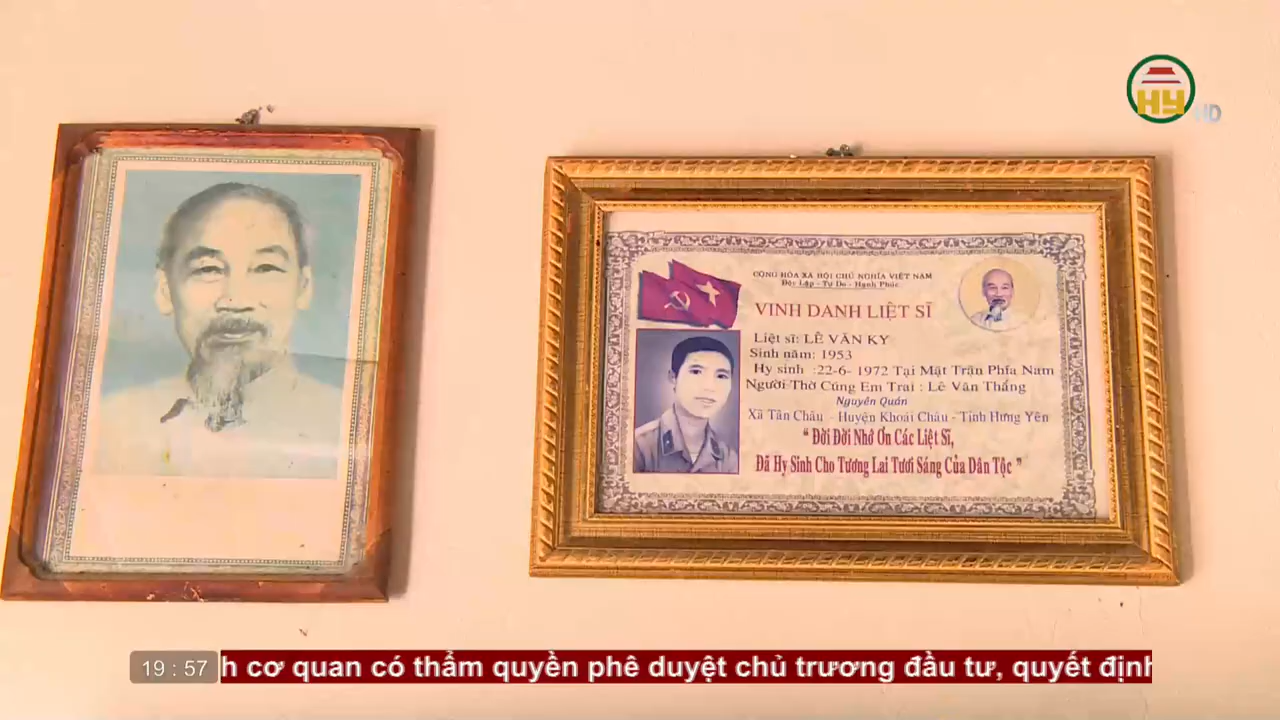 HY HD
CỘNG HÒA XÃ HỘI CHỦ NGHĨA VIỆT NAM
Độc Lập - Tự Do - Hạnh Phúc
VINH DANH LIỆT SĨ
Liệt sĩ: LÊ VĂN KY
Sinh năm: 1953
Hy sinh :22-6- 1972 Tại Mặt Trận Phía Nam
Người Thờ Cúng Em Trai : Lê Văn Thắng
Nguyên Quán
Xã Tân Châu - Huyện Khoái Châu - Tỉnh Hưng Yên
“ Đời Đời Nhớ Ơn Các Liệt Sĩ,
Đã Hy Sinh Cho Tương Lai Tươi Sáng Của Dân Tộc ”
19 : 57
h cơ quan có thẩm quyền phê duyệt chủ trương đầu tư, quyết định